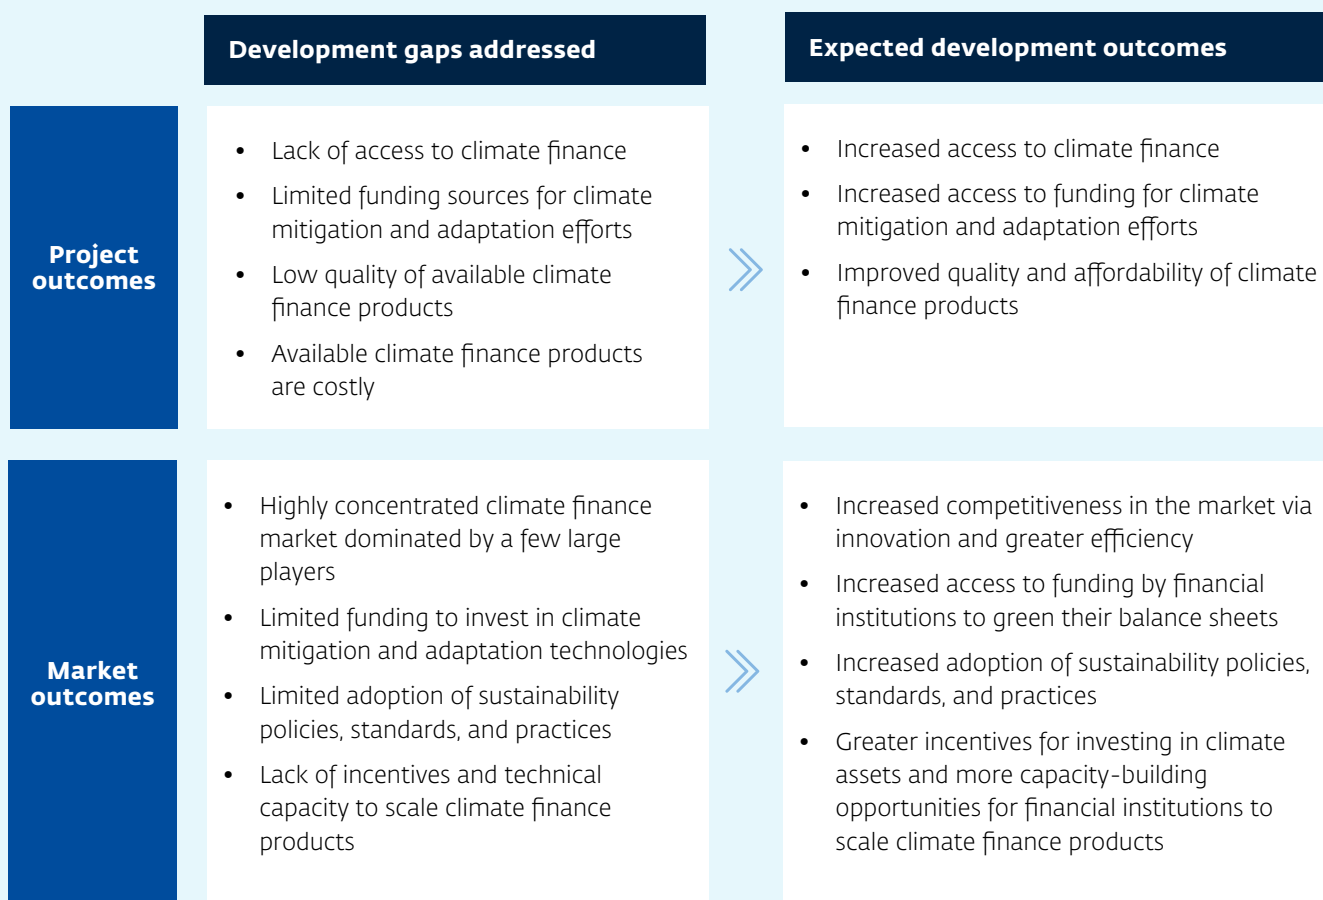 Development gaps addressed
Expected development outcomes
Project
outcomes
• Lack of access to climate finance
• Limited funding sources for climate
mitigation and adaptation efforts
• Low quality of available climate
finance products
• Available climate finance products
are costly
• Increased access to climate finance
• Increased access to funding for climate
mitigation and adaptation efforts
• Improved quality and affordability of climate
finance products
Market
outcomes
• Highly concentrated climate finance
market dominated by a few large
players
• Limited funding to invest in climate
mitigation and adaptation technologies
• Limited adoption of sustainability
policies, standards, and practices
• Lack of incentives and technical
capacity to scale climate finance
products
• Increased competitiveness in the market via
innovation and greater efficiency
• Increased access to funding by financial
institutions to green their balance sheets
• Increased adoption of sustainability policies,
standards, and practices
• Greater incentives for investing in climate
assets and more capacity-building
opportunities for financial institutions to
scale climate finance products